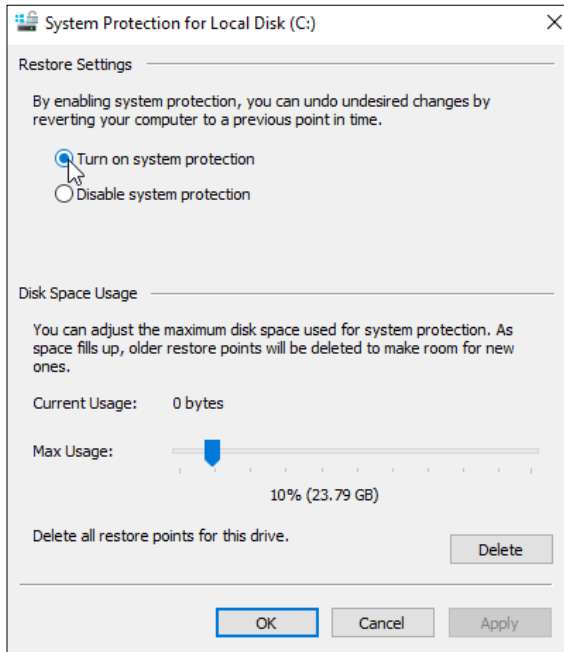 System Protection for Local Disk (C:)
Restore Settings
By enabling system protection, you can undo undesired changes by
reverting your computer to a previous point in time.
Turn on system protection
Disable system protection
Disk Space Usage
You can adjust the maximum disk space used for system protection. As
space fills up, older restore points will be deleted to make room for new
ones.
Current Usage: 0 bytes
Max Usage:
10% (23.79 GB)
Delete all restore points for this drive.
Delete
OK Cancel Apply